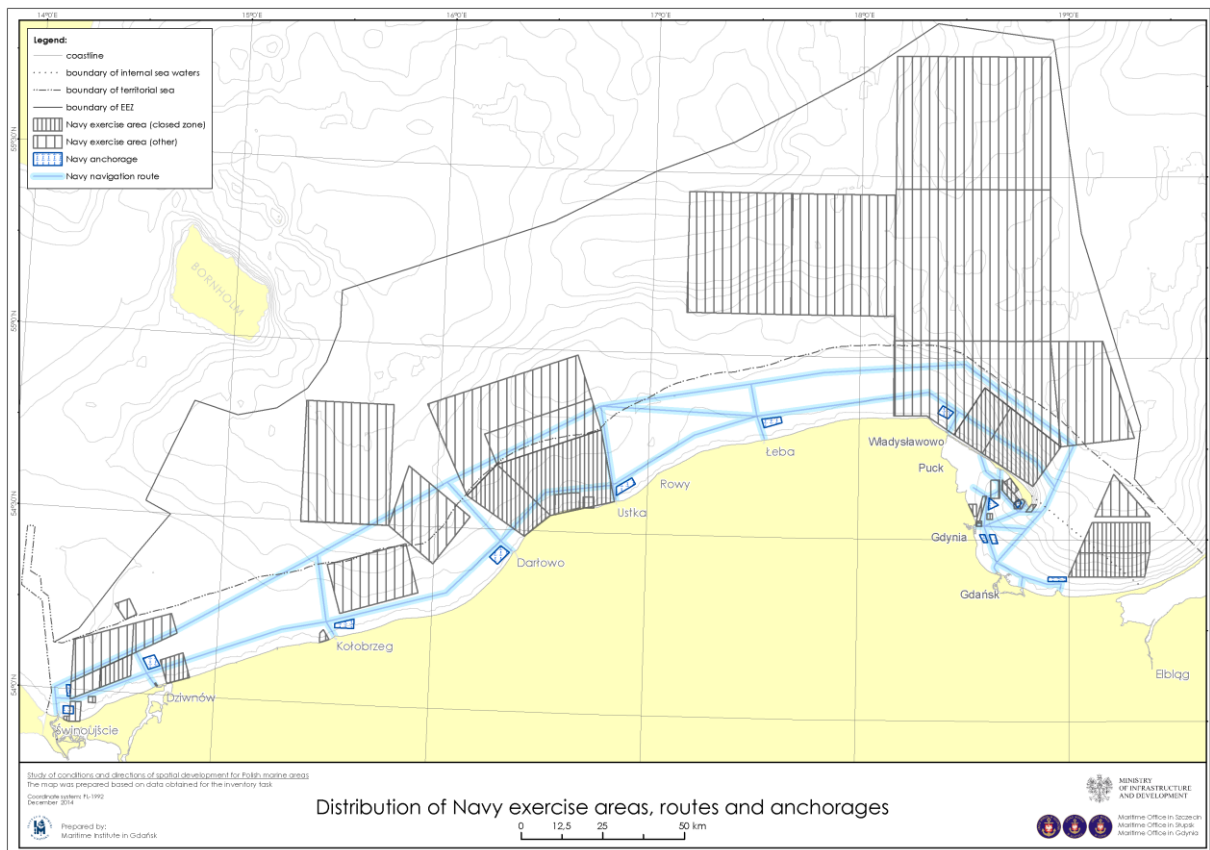 14°0'E 15°0'E 16°0'E 17°0'E 18°0'E 19°0'E
Legend:
coastline
boundary of internal sea waters
boundary of territorial sea
boundary of EEZ
Navy exercise area (closed zone)
Navy exercise area (other)
Navy anchorage
Navy navigation route
55°30'N
BORNHOLM
55°0'N
Władysławowo
Łeba
Puck
Rowy
54°30'N
Ustka
Gdynia
Darłowo
Gdańsk
Kołobrzeg
Elbląg
Dziwnów
Świnoujście
Study of conditions and directions of spatial development for Polish marine areas
The map was prepared based on data obtained for the inventory task
Coordinate system: PL-1992
December 2014
Prepared by:
Maritime Institute in Gdańsk
Distribution of Navy exercise areas, routes and anchorages
0 12,5 25 50 km
MINISTRY
OF INFRASTRUCTURE
AND DEVELOPMENT
Maritime Office in Szczecin
Maritime Office in Słupsk
Maritime Office in Gdynia